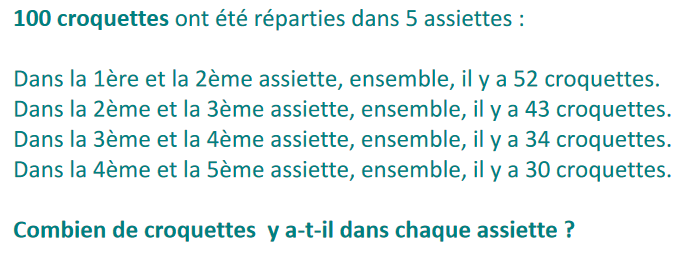 100 croquettes ont été réparties dans 5 assiettes :
Dans la 1ère et la 2ème assiette, ensemble, il y a 52 croquettes.
Dans la 2ème et la 3ème assiette, ensemble, il y a 43 croquettes.
Dans la 3ème et la 4ème assiette, ensemble, il y a 34 croquettes.
Dans la 4ème et la 5ème assiette, ensemble, il y a 30 croquettes.
Combien de croquettes  y a-t-il dans chaque assiette ?